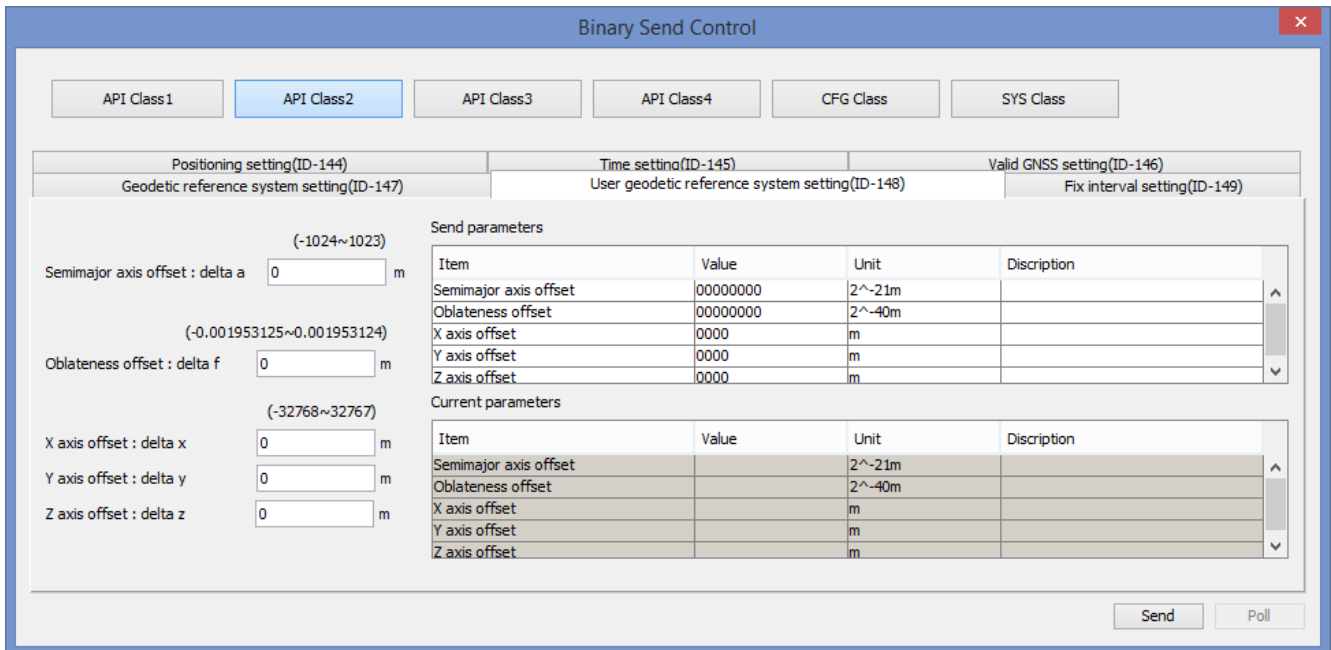 Binary Send Control
API Class1 API Class2 API Class3 API Class4 CFG Class SYS Class
Positioning setting(ID-144) Time setting(ID-145) Valid GNSS setting(ID-146)
Geodetic reference system setting(ID-147) User geodetic reference system setting(ID-148) Fix interval setting(ID-149)
(-1024~1023)
Semimajor axis offset : delta a 0 m
(-0.001953125~0.001953124)
Oblateness offset : delta f 0 m
(-32768~32767)
X axis offset : delta x 0 m
Y axis offset : delta y 0 m
Z axis offset : delta z 0 m
Send parameters
Item Value Unit Discription
Semimajor axis offset 00000000 2^-21m
Oblateness offset 00000000 2^-40m
X axis offset 0000 m
Y axis offset 0000 m
Z axis offset 0000 m
Current parameters
Item Value Unit Discription
Semimajor axis offset 2^-21m
Oblateness offset 2^-40m
X axis offset m
Y axis offset m
Z axis offset m
Send Poll